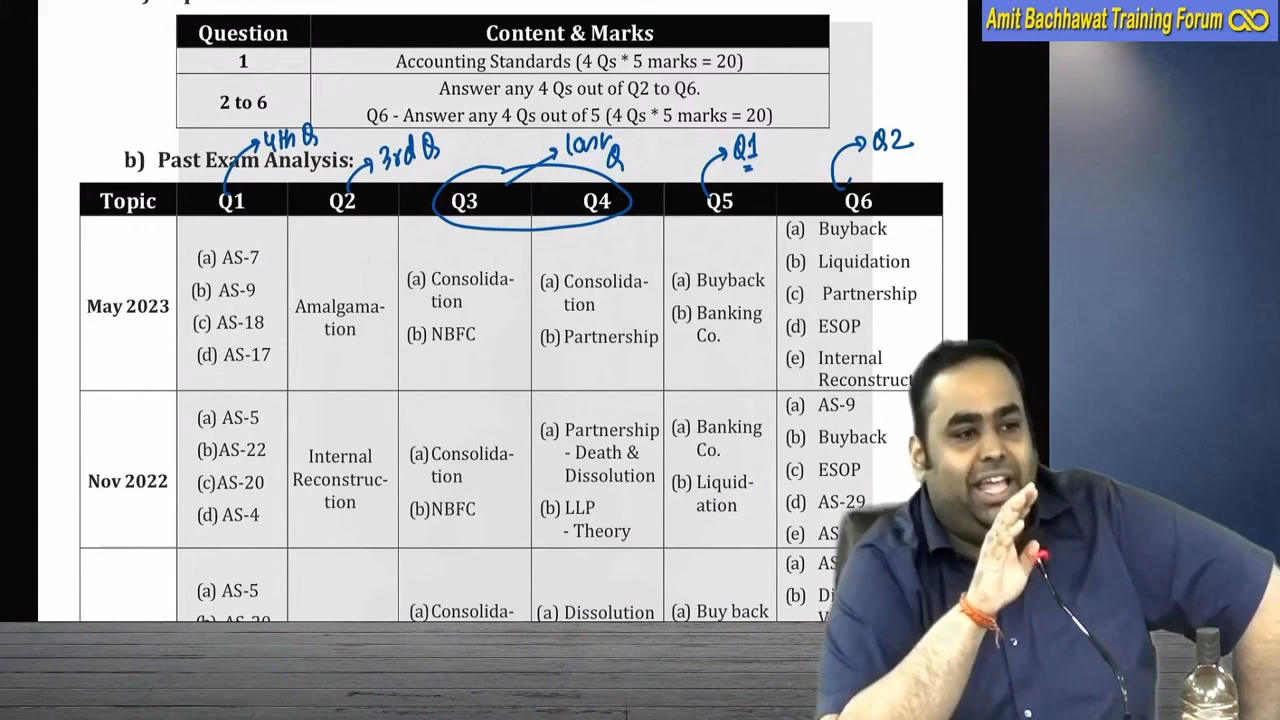 Amit Bachhawat Training Forum
Question Content & Marks
1 Accounting Standards (4 Qs * 5 marks = 20)
2 to 6 Answer any 4 Qs out of Q2 to Q6.
Q6 - Answer any 4 Qs out of 5 (4 Qs * 5 marks = 20)
4th Q 3rd Q last Q Q1 Q2
b) Past Exam Analysis:
Topic Q1 Q2 Q3 Q4 Q5 Q6
May 2023
(a) AS-7
(b) AS-9
(c) AS-18
(d) AS-17
Amalgama-
tion
(a) Consolida-
tion
(b) NBFC
(a) Consolida-
tion
(b) Partnership
(a) Buyback
(b) Banking
Co.
(a) Buyback
(b) Liquidation
(c) Partnership
(d) ESOP
(e) Internal
Reconstruct
Nov 2022
(a) AS-5
(b)AS-22
(c)AS-20
(d) AS-4
Internal
Reconstruc-
tion
(a)Consolida-
tion
(b)NBFC
(a) Partnership
- Death &
Dissolution
(b) LLP
- Theory
(a) Banking
Co.
(b) Liquid-
ation
(a) AS-9
(b) Buyback
(c) ESOP
(d) AS-29
(e) AS
(a) AS-5
(a)Consolida-
(a) Dissolution
(a) Buy back
(a) AS
(b)